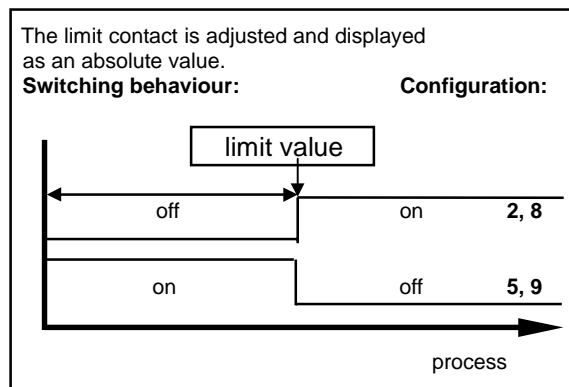 The limit contact is adjusted and displayed
as an absolute value.
Switching behaviour: Configuration:
limit value
off on 2, 8
on off 5, 9
process